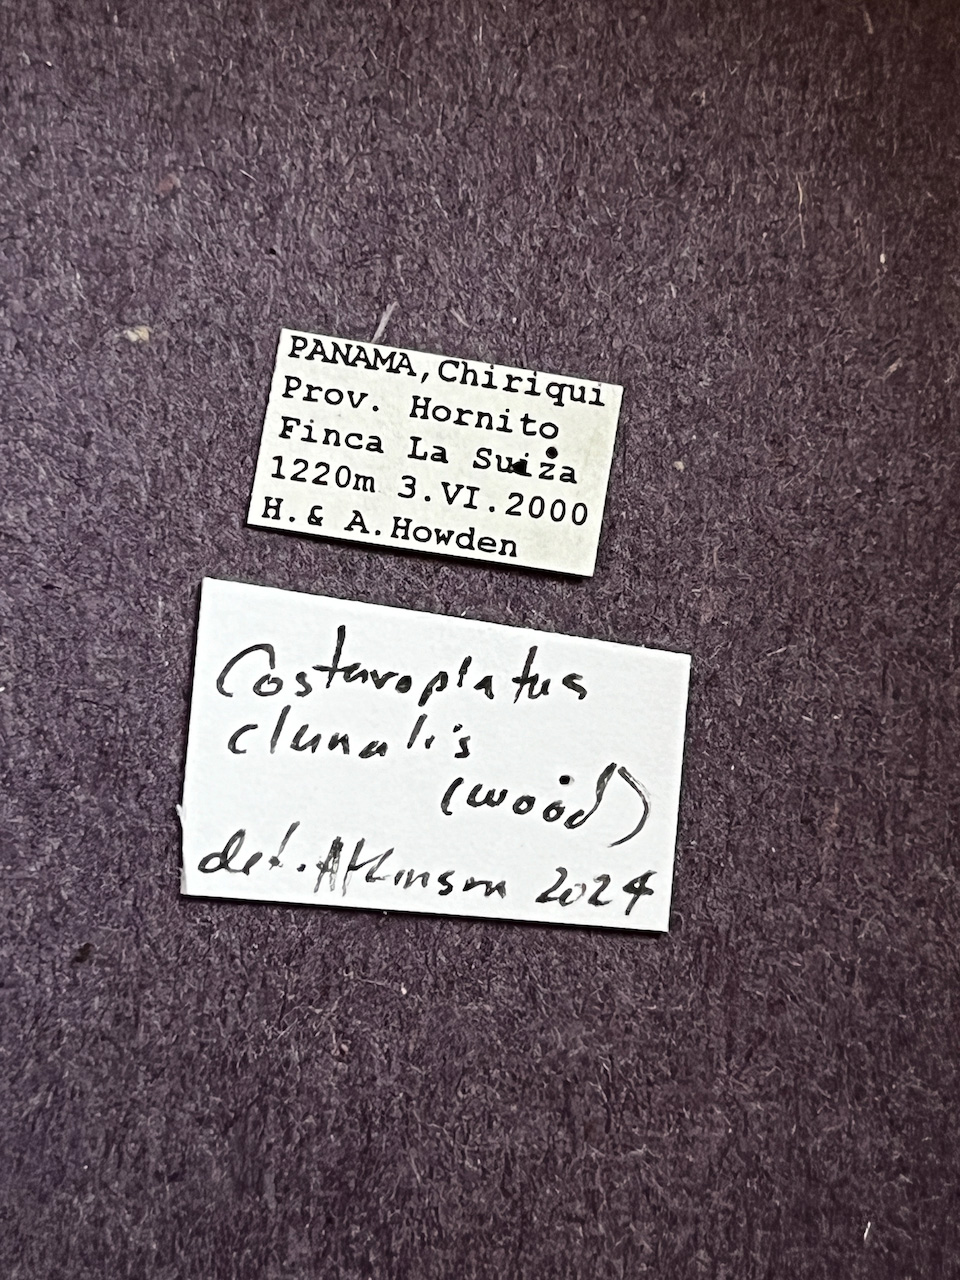 PANAMA,Chiriqui
Prov. Hornito
Finca La Suiza
1220m 3.VI.2000
H.& A.Howden
Costaroplatus
clunalis
(wood)
det. Atkinson 2024